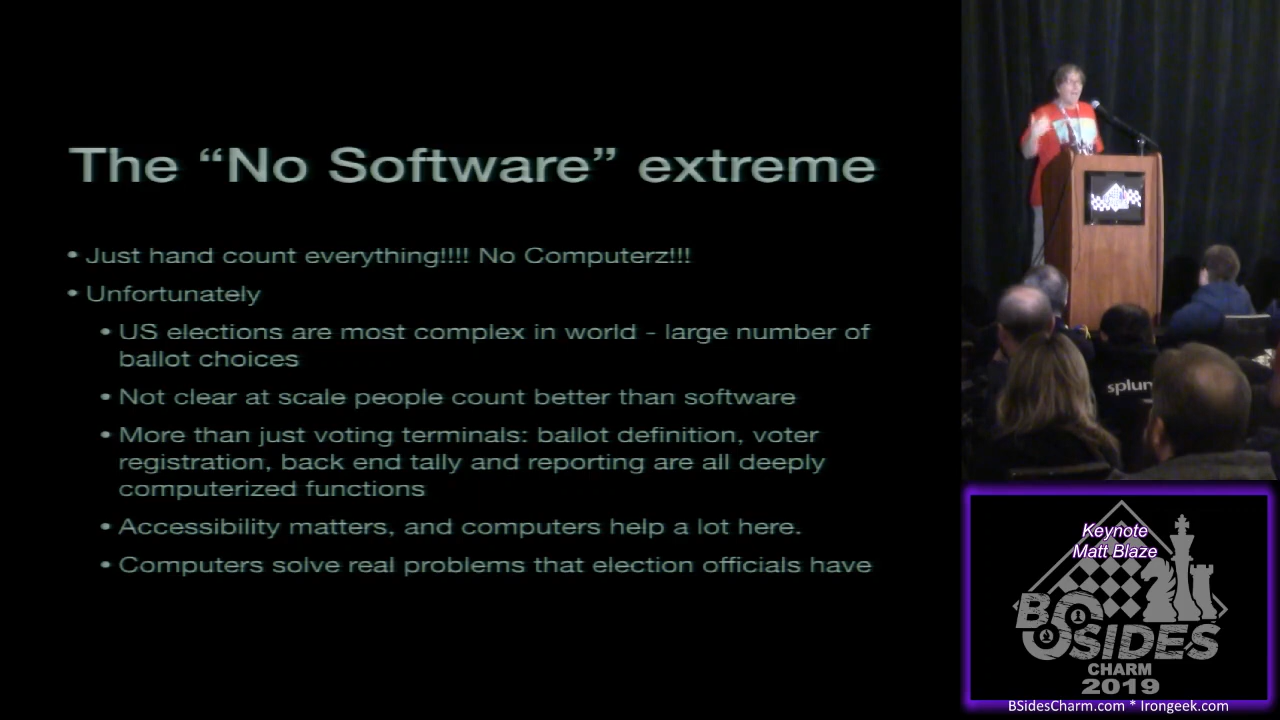 The “No Software” extreme
• Just hand count everything!!!! No Computerz!!!
• Unfortunately
• US elections are most complex in world - large number of
ballot choices
• Not clear at scale people count better than software
• More than just voting terminals: ballot definition, voter
registration, back end tally and reporting are all deeply
computerized functions
• Accessibility matters, and computers help a lot here.
• Computers solve real problems that election officials have
splun
Keynote
Matt Blaze
BSIDES
CHARM
2019
BSidesCharm.com * Irongeek.com